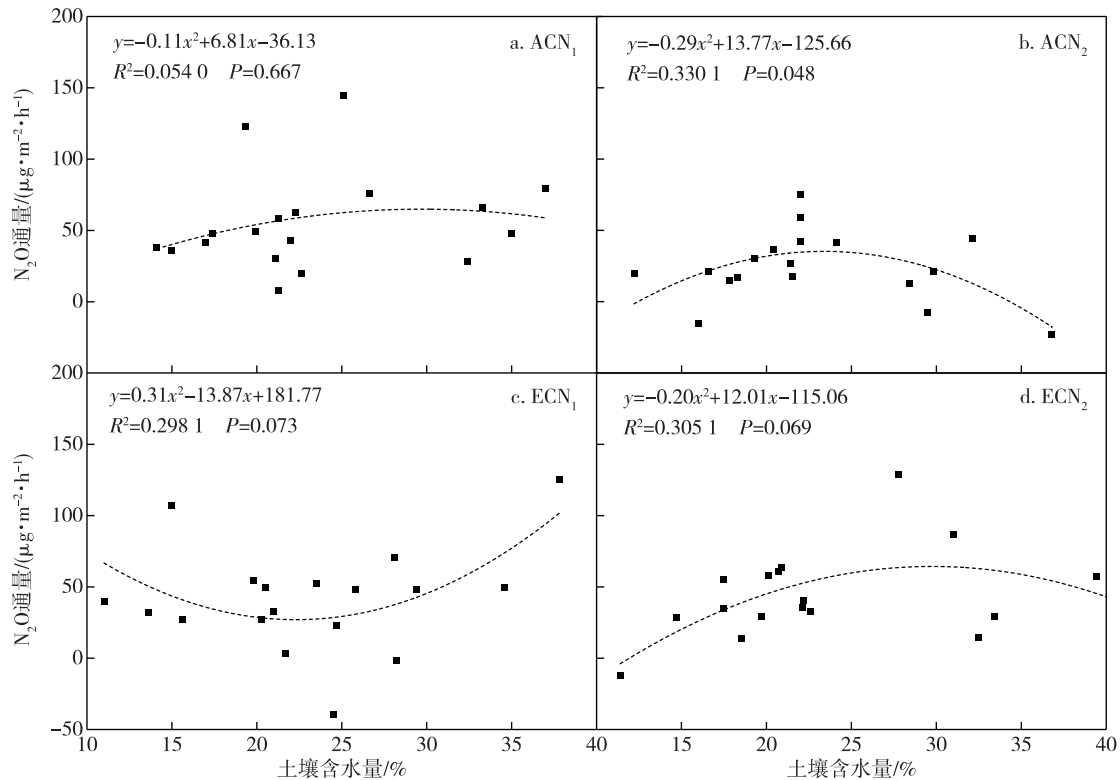 200
150
100
50
0
N₂O通量/(μg·m⁻²·h⁻¹)
y=−0.11x²+6.81x−36.13
R²=0.054 0 P=0.667
a. ACN₁
y=−0.29x²+13.77x−125.66
R²=0.330 1 P=0.048
b. ACN₂
200
150
100
50
0
−50
N₂O通量/(μg·m⁻²·h⁻¹)
y=0.31x²−13.87x+181.77
R²=0.298 1 P=0.073
c. ECN₁
y=−0.20x²+12.01x−115.06
R²=0.305 1 P=0.069
d. ECN₂
10 15 20 25 30 35 40 15 20 25 30 35 40
土壤含水量/% 土壤含水量/%